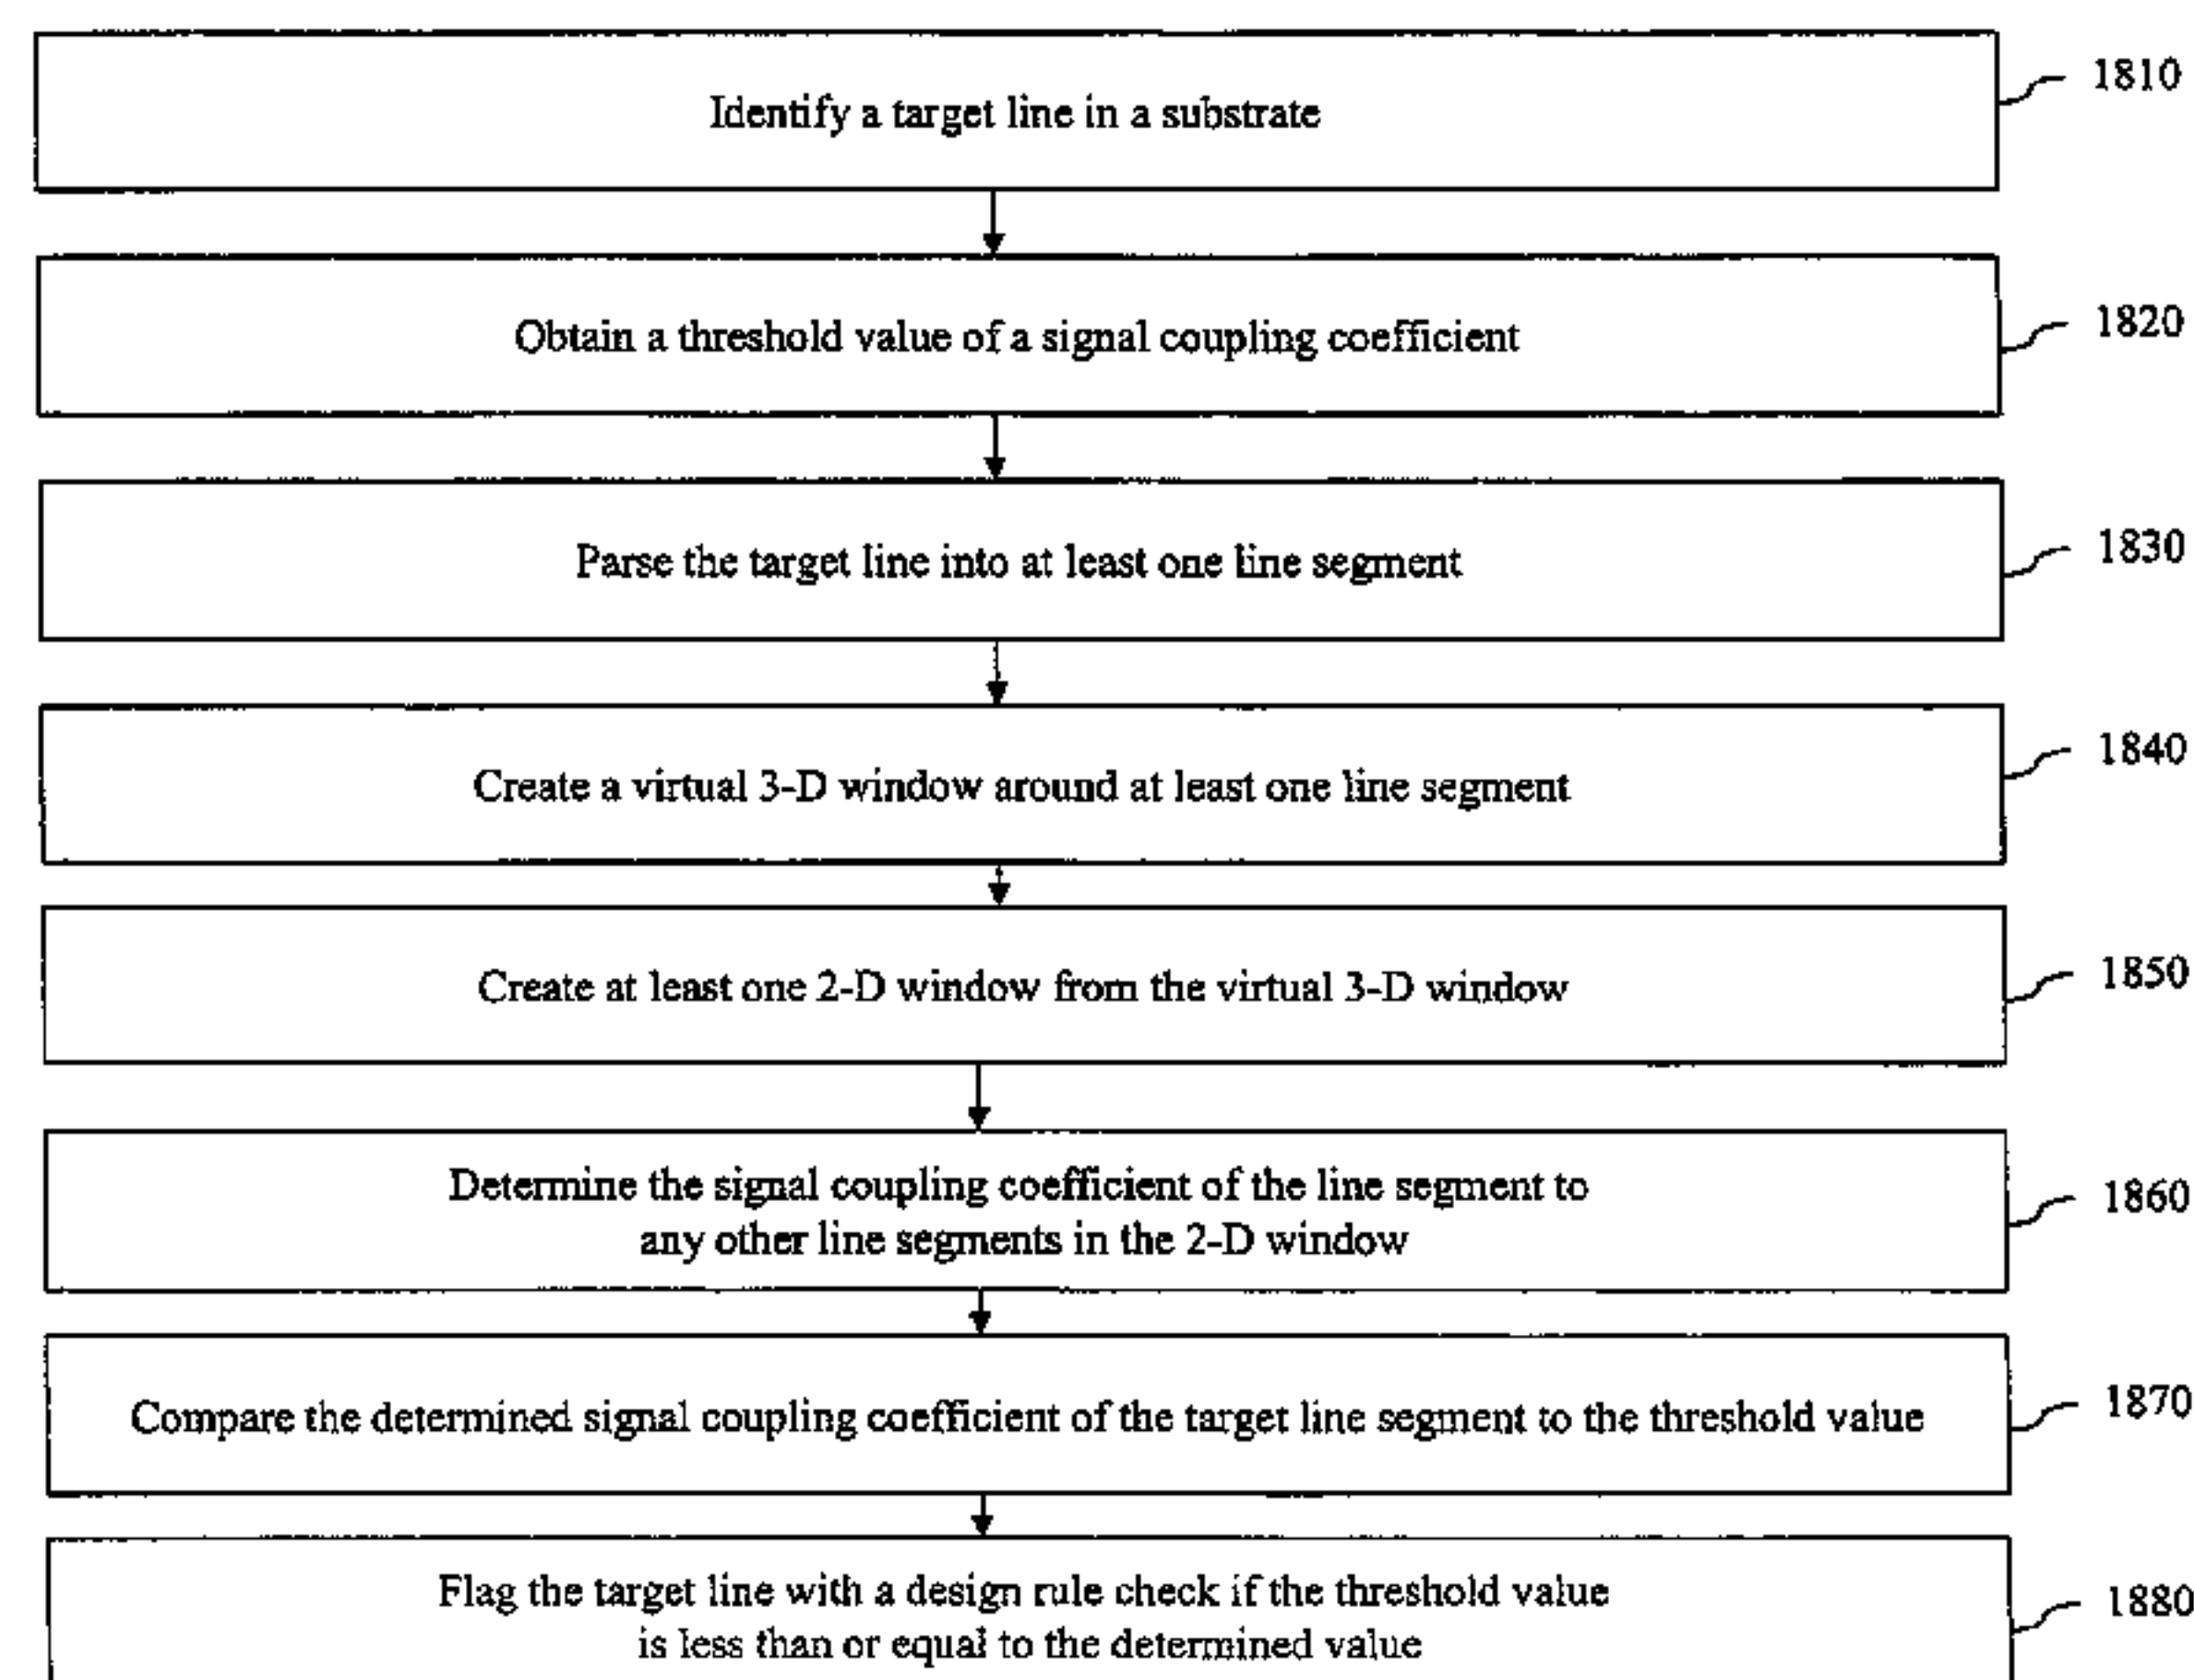 Identify a target line in a substrate
1810
Obtain a threshold value of a signal coupling coefficient
1820
Parse the target line into at least one line segment
1830
Create a virtual 3-D window around at least one line segment
1840
Create at least one 2-D window from the virtual 3-D window
1850
Determine the signal coupling coefficient of the line segment to
any other line segments in the 2-D window
1860
Compare the determined signal coupling coefficient of the target line segment to the threshold value
1870
Flag the target line with a design rule check if the threshold value
is less than or equal to the determined value
1880